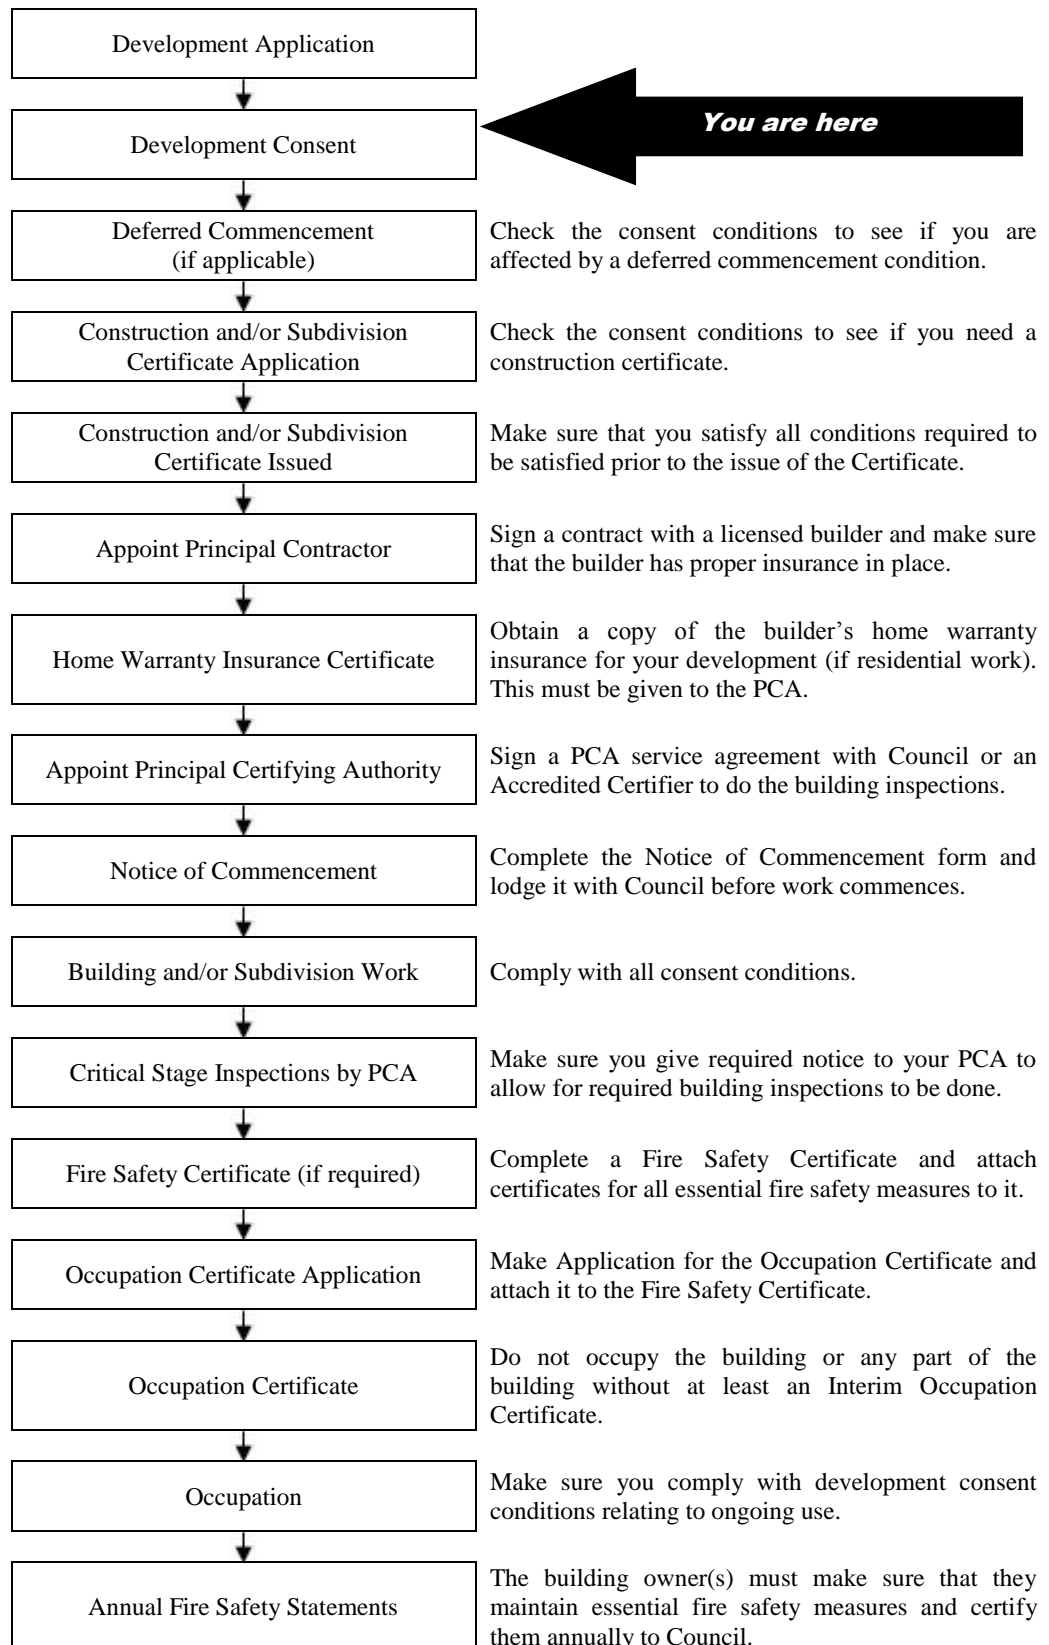 Development Application
You are here
Development Consent
Deferred Commencement
(if applicable)
Check the consent conditions to see if you are
affected by a deferred commencement condition.
Construction and/or Subdivision
Certificate Application
Check the consent conditions to see if you need a
construction certificate.
Construction and/or Subdivision
Certificate Issued
Make sure that you satisfy all conditions required to
be satisfied prior to the issue of the Certificate.
Appoint Principal Contractor
Sign a contract with a licensed builder and make sure
that the builder has proper insurance in place.
Home Warranty Insurance Certificate
Obtain a copy of the builder’s home warranty
insurance for your development (if residential work).
This must be given to the PCA.
Appoint Principal Certifying Authority
Sign a PCA service agreement with Council or an
Accredited Certifier to do the building inspections.
Notice of Commencement
Complete the Notice of Commencement form and
lodge it with Council before work commences.
Building and/or Subdivision Work
Comply with all consent conditions.
Critical Stage Inspections by PCA
Make sure you give required notice to your PCA to
allow for required building inspections to be done.
Fire Safety Certificate (if required)
Complete a Fire Safety Certificate and attach
certificates for all essential fire safety measures to it.
Occupation Certificate Application
Make Application for the Occupation Certificate and
attach it to the Fire Safety Certificate.
Occupation Certificate
Do not occupy the building or any part of the
building without at least an Interim Occupation
Certificate.
Occupation
Make sure you comply with development consent
conditions relating to ongoing use.
Annual Fire Safety Statements
The building owner(s) must make sure that they
maintain essential fire safety measures and certify
them annually to Council.